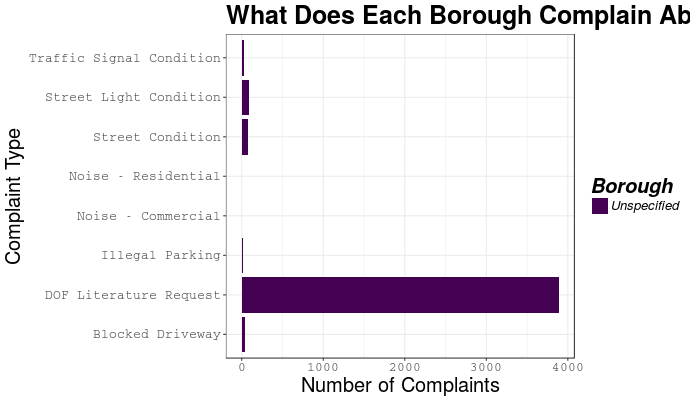 What Does Each Borough Complain Ab
Complaint Type
Traffic Signal Condition
Street Light Condition
Street Condition
Noise - Residential
Noise - Commercial
Illegal Parking
DOF Literature Request
Blocked Driveway
0 1000 2000 3000 4000
Number of Complaints
Borough
Unspecified